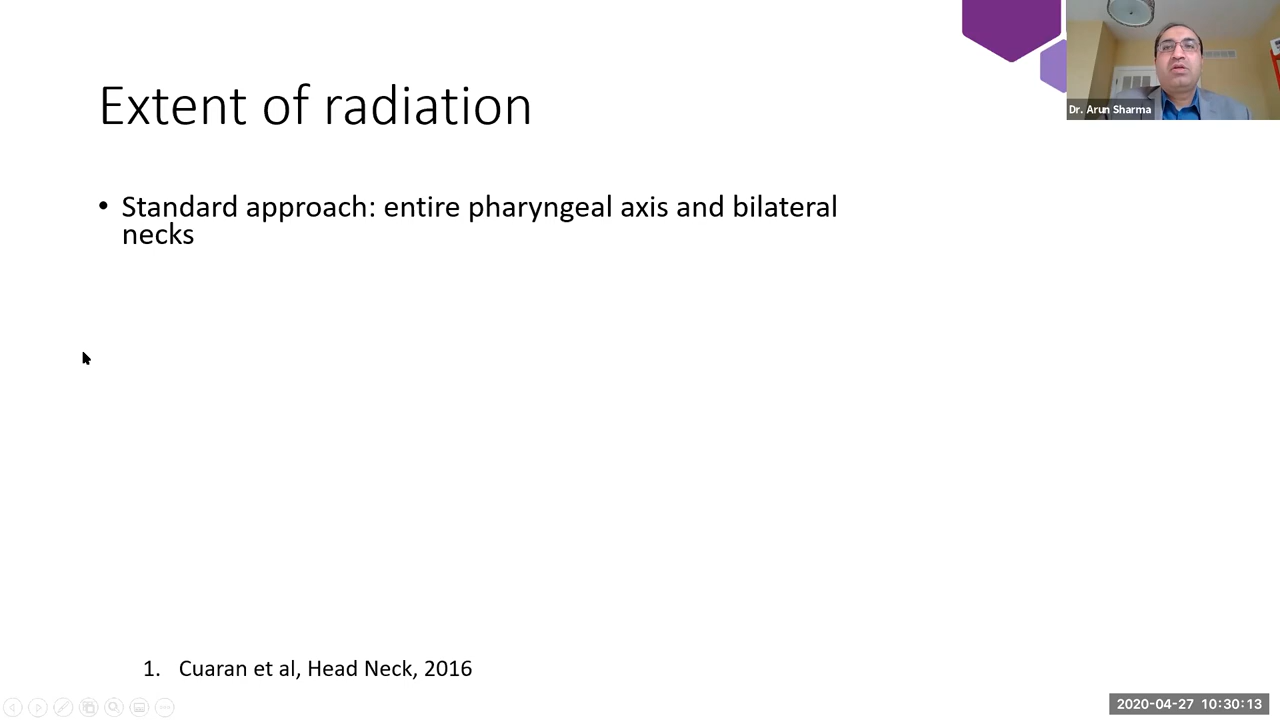 Extent of radiation
Dr. Arun Sharma
• Standard approach: entire pharyngeal axis and bilateral
necks
1. Cuaran et al, Head Neck, 2016
2020-04-27 10:30:13